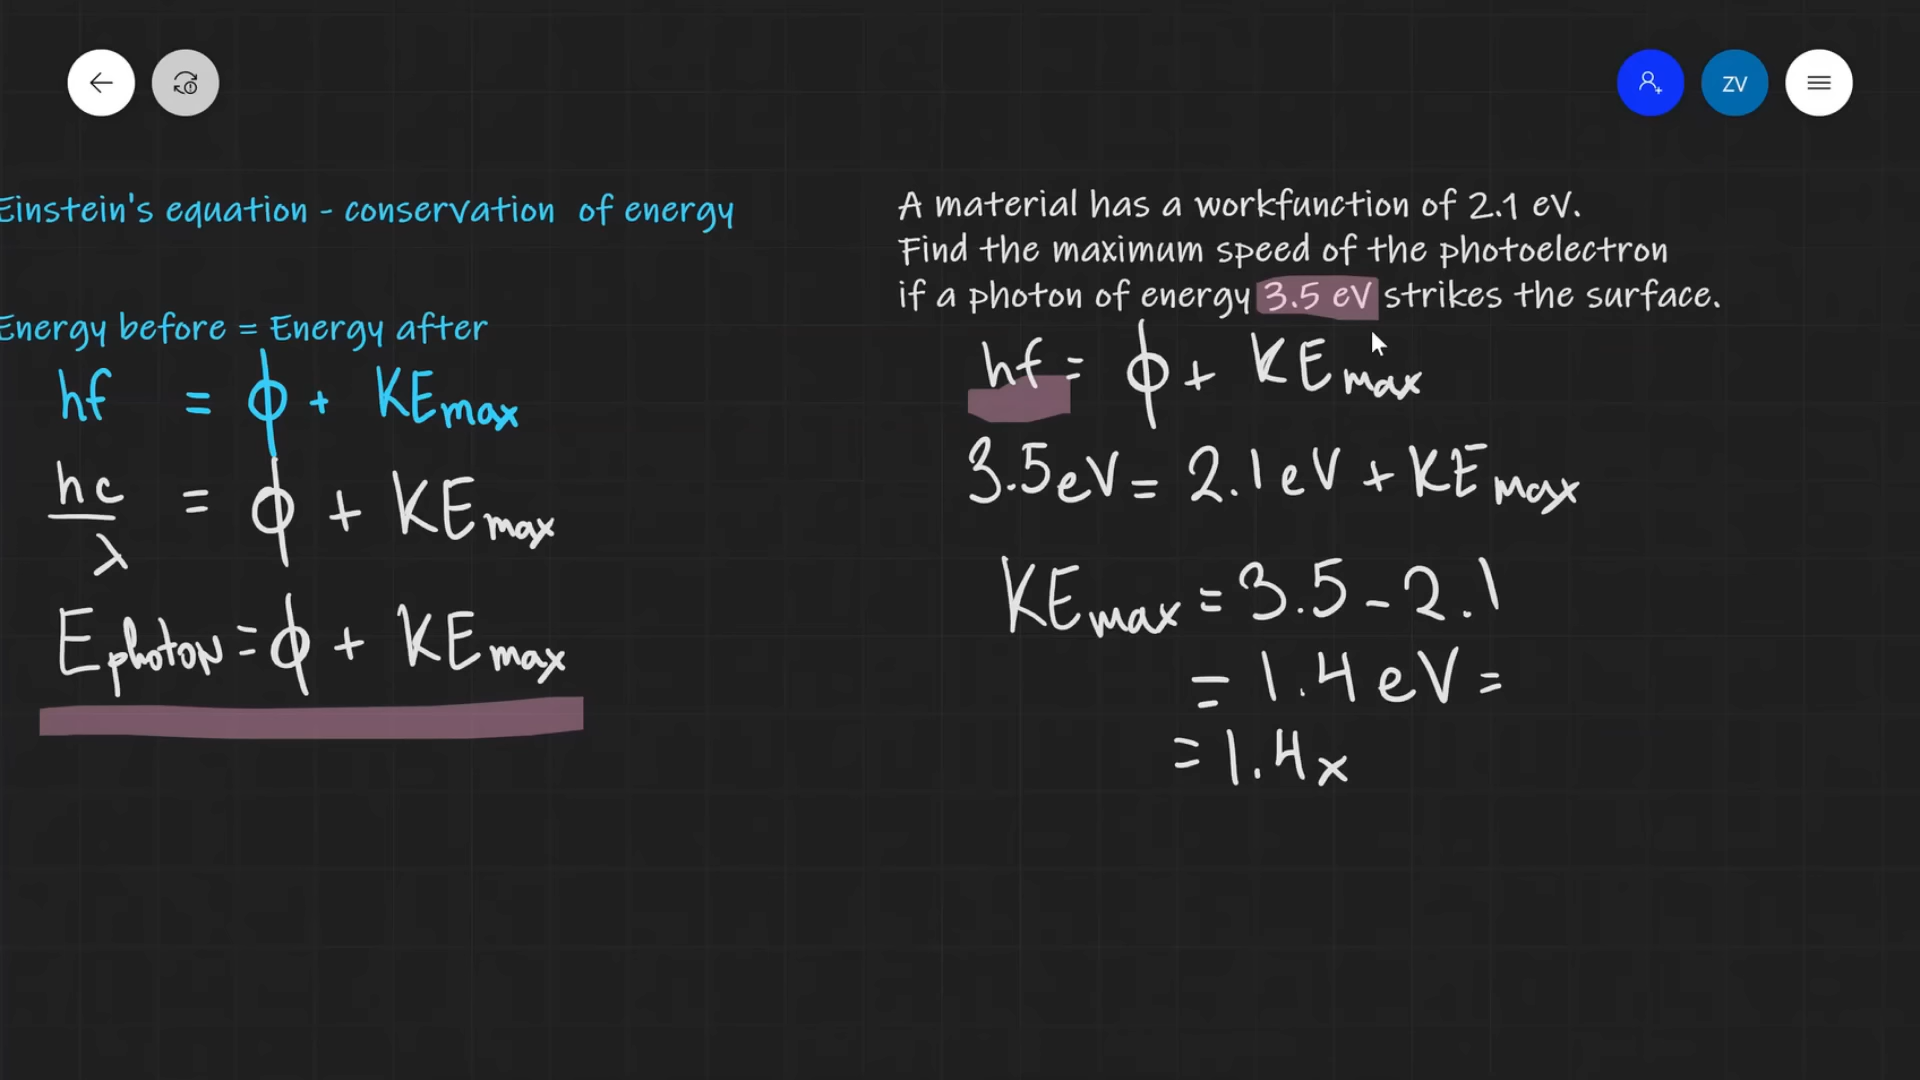 ZV
Einstein's equation - conservation of energy
Energy before = Energy after
hf = ϕ + KEmax
hc/λ = ϕ + KEmax
Ephoton = ϕ + KEmax
A material has a workfunction of 2.1 eV.
Find the maximum speed of the photoelectron
if a photon of energy 3.5 eV strikes the surface.
hf = ϕ + KEmax
3.5eV = 2.1eV + KEmax
KEmax = 3.5 - 2.1
= 1.4 eV =
= 1.4 x